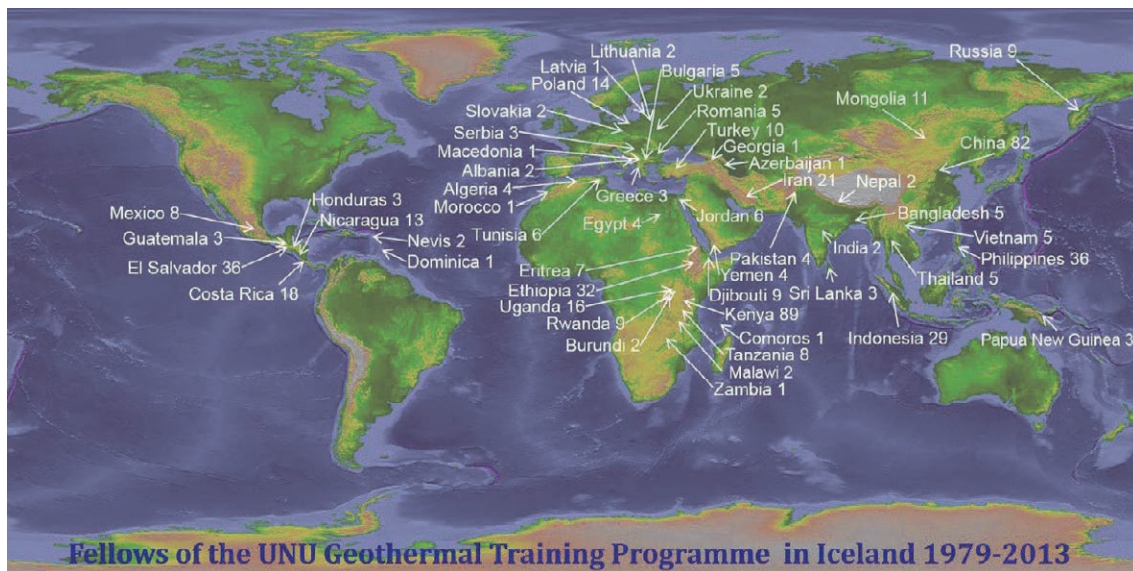 Lithuania 2
Latvia 1
Bulgaria 5
Poland 14
Ukraine 2
Slovakia 2
Romania 5
Serbia 3
Turkey 10
Macedonia 1
Georgia 1
Albania 2
Azerbaijan 1
Algeria 4
Iran 21
Nepal 2
Morocco 1
Greece 3
Russia 9
Mongolia 11
China 82
Honduras 3
Mexico 8
Nicaragua 13
Guatemala 3
Nevis 2
El Salvador 36
Dominica 1
Costa Rica 18
Tunisia 6
Egypt 4
Jordan 6
Bangladesh 5
India 2
Vietnam 5
Philippines 36
Eritrea 7
Pakistan 4
Yemen 4
Thailand 5
Ethiopia 32
Djibouti 9
Sri Lanka 3
Uganda 16
Kenya 89
Rwanda 9
Comoros 1
Indonesia 29
Papua New Guinea 3
Burundi 2
Tanzania 8
Malawi 2
Zambia 1
Fellows of the UNU Geothermal Training Programme in Iceland 1979-2013